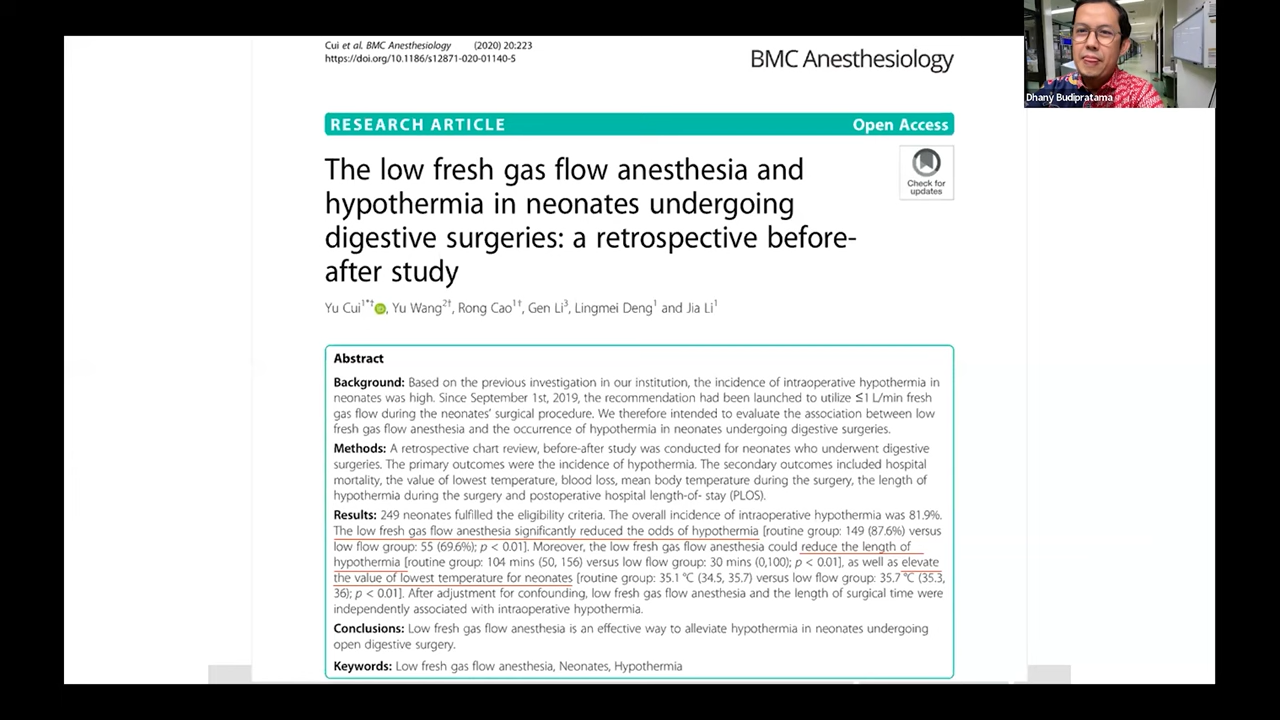 Cui et al. BMC Anesthesiology (2020) 20:223
https://doi.org/10.1186/s12871-020-01140-5
BMC Anesthesiology
Dhany Budipratama
RESEARCH ARTICLE Open Access
The low fresh gas flow anesthesia and
hypothermia in neonates undergoing
digestive surgeries: a retrospective before-
after study
Check for
updates
Yu Cui1*†, Yu Wang2†, Rong Cao1†, Gen Li3, Lingmei Deng1 and Jia Li1
Abstract
Background: Based on the previous investigation in our institution, the incidence of intraoperative hypothermia in
neonates was high. Since September 1st, 2019, the recommendation had been launched to utilize ≤1 L/min fresh
gas flow during the neonates' surgical procedure. We therefore intended to evaluate the association between low
fresh gas flow anesthesia and the occurrence of hypothermia in neonates undergoing digestive surgeries.
Methods: A retrospective chart review, before-after study was conducted for neonates who underwent digestive
surgeries. The primary outcomes were the incidence of hypothermia. The secondary outcomes included hospital
mortality, the value of lowest temperature, blood loss, mean body temperature during the surgery, the length of
hypothermia during the surgery and postoperative hospital length-of- stay (PLOS).
Results: 249 neonates fulfilled the eligibility criteria. The overall incidence of intraoperative hypothermia was 81.9%.
The low fresh gas flow anesthesia significantly reduced the odds of hypothermia [routine group: 149 (87.6%) versus
low flow group: 55 (69.6%); p < 0.01]. Moreover, the low fresh gas flow anesthesia could reduce the length of
hypothermia [routine group: 104 mins (50, 156) versus low flow group: 30 mins (0,100); p < 0.01], as well as elevate
the value of lowest temperature for neonates [routine group: 35.1 °C (34.5, 35.7) versus low flow group: 35.7 °C (35.3,
36); p < 0.01]. After adjustment for confounding, low fresh gas flow anesthesia and the length of surgical time were
independently associated with intraoperative hypothermia.
Conclusions: Low fresh gas flow anesthesia is an effective way to alleviate hypothermia in neonates undergoing
open digestive surgery.
Keywords: Low fresh gas flow anesthesia, Neonates, Hypothermia